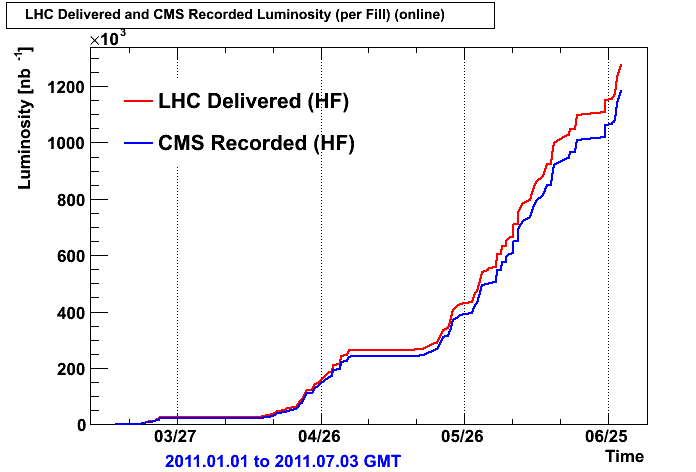 LHC Delivered and CMS Recorded Luminosity (per Fill) (online)
×10³
Luminosity [nb⁻¹]
1200
1000
800
600
400
200
0
LHC Delivered (HF)
CMS Recorded (HF)
03/27 04/26 05/26 06/25
Time
2011.01.01 to 2011.07.03 GMT